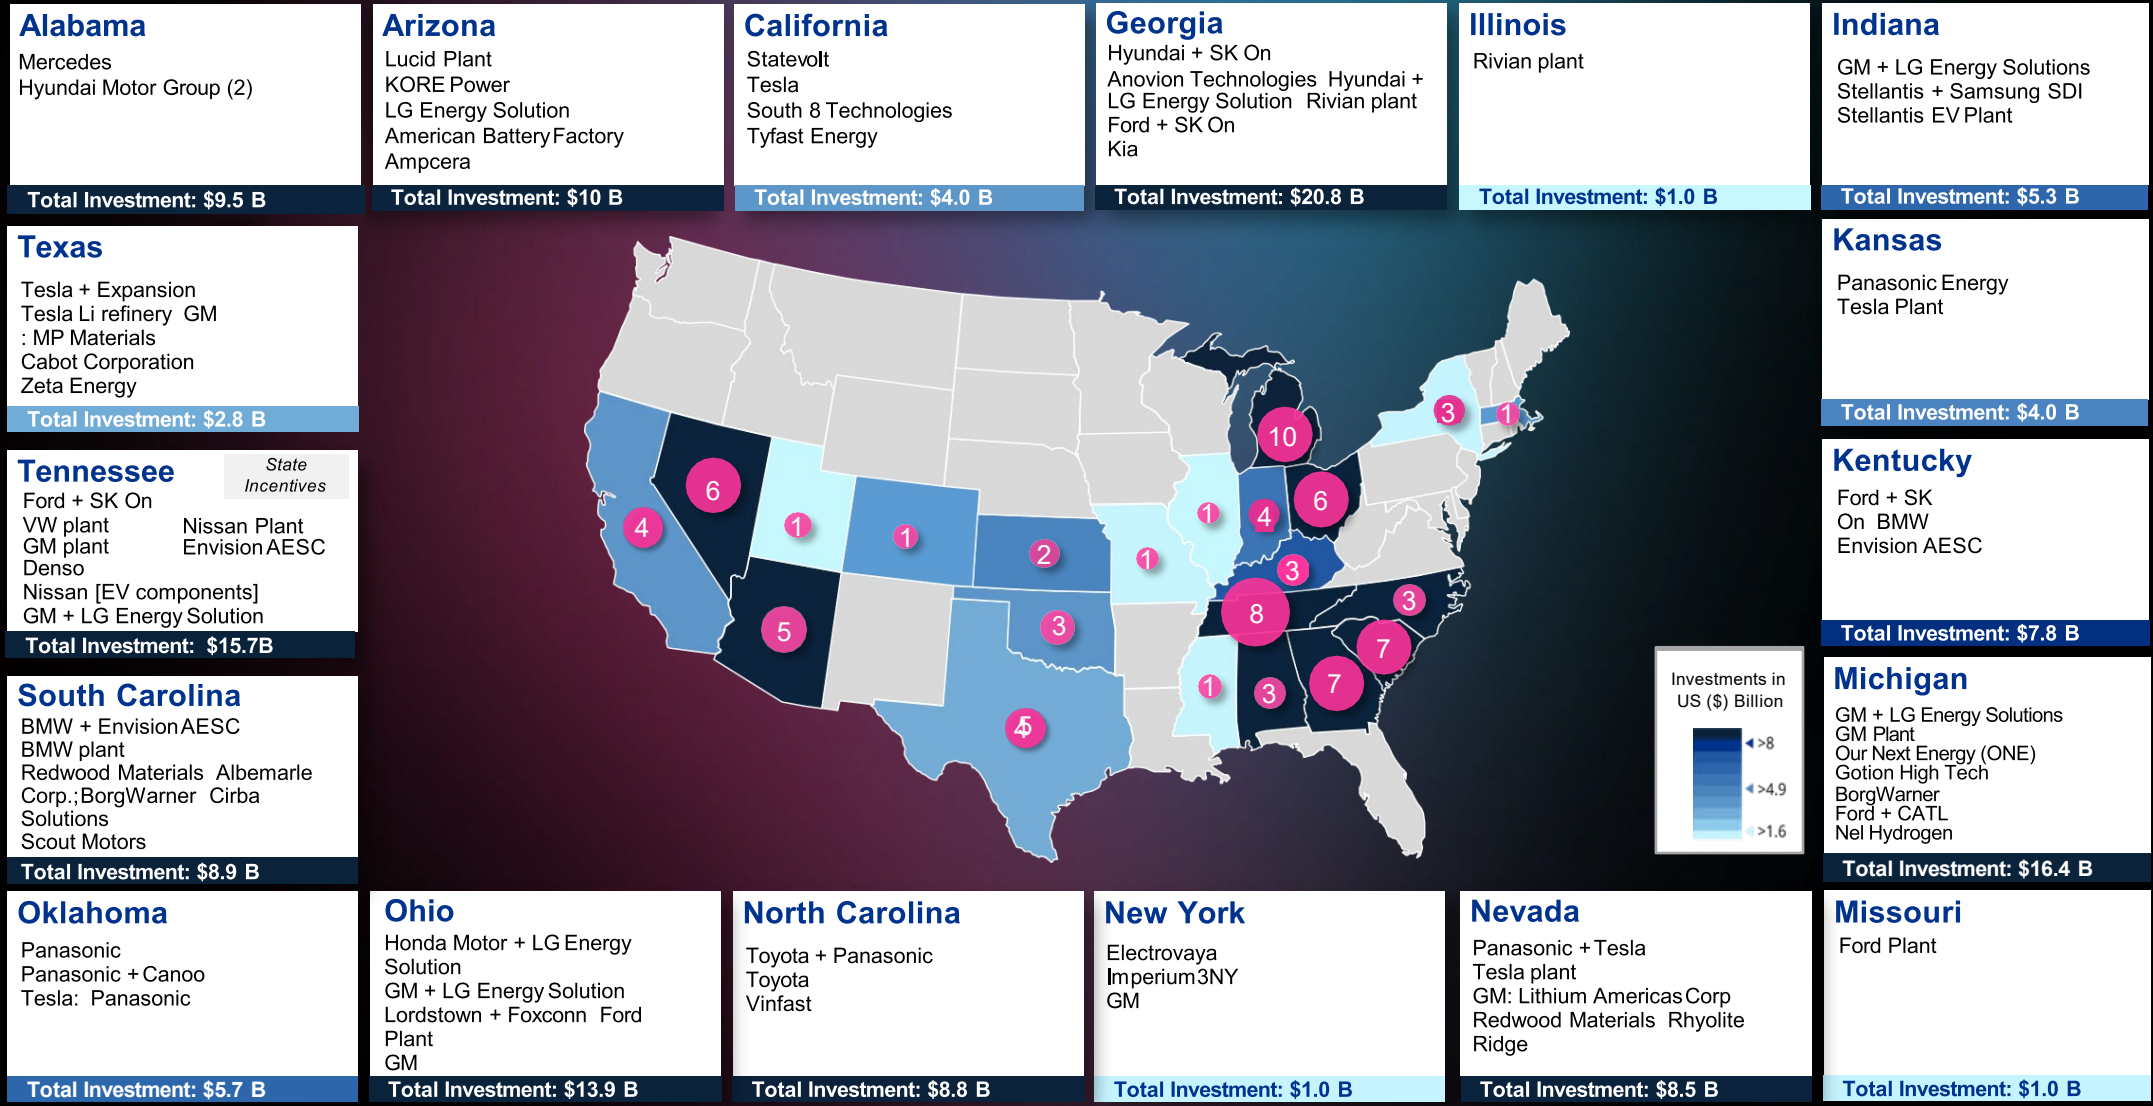 Alabama
Mercedes
Hyundai Motor Group (2)
Total Investment: $9.5 B
Arizona
Lucid Plant
KORE Power
LG Energy Solution
American Battery Factory
Ampcera
Total Investment: $10 B
California
Statevolt
Tesla
South 8 Technologies
Tyfast Energy
Total Investment: $4.0 B
Georgia
Hyundai + SK On
Anovion Technologies Hyundai +
LG Energy Solution Rivian plant
Ford + SK On
Kia
Total Investment: $20.8 B
Illinois
Rivian plant
Total Investment: $1.0 B
Indiana
GM + LG Energy Solutions
Stellantis + Samsung SDI
Stellantis EV Plant
Total Investment: $5.3 B
Texas
Tesla + Expansion
Tesla Li refinery GM
: MP Materials
Cabot Corporation
Zeta Energy
Total Investment: $2.8 B
Tennessee
State
Incentives
Ford + SK On
VW plant
GM plant
Denso
Nissan [EV components]
GM + LG Energy Solution
Nissan Plant
Envision AESC
Total Investment: $15.7B
South Carolina
BMW + Envision AESC
BMW plant
Redwood Materials Albemarle
Corp.;BorgWarner Cirba
Solutions
Scout Motors
Total Investment: $8.9 B
10
3
1
6
6
4
1
1
1
2
1
4
3
5
3
8
3
7
1
3
7
Kansas
Panasonic Energy
Tesla Plant
Total Investment: $4.0 B
Kentucky
Ford + SK
On BMW
Envision AESC
Total Investment: $7.8 B
Investments in
US ($) Billion
>8
>4.9
>1.6
Michigan
GM + LG Energy Solutions
GM Plant
Our Next Energy (ONE)
Gotion High Tech
BorgWarner
Ford + CATL
Nel Hydrogen
Total Investment: $16.4 B
Oklahoma
Panasonic
Panasonic + Canoo
Tesla: Panasonic
Total Investment: $5.7 B
Ohio
Honda Motor + LG Energy
Solution
GM + LG Energy Solution
Lordstown + Foxconn Ford
Plant
GM
Total Investment: $13.9 B
North Carolina
Toyota + Panasonic
Toyota
Vinfast
Total Investment: $8.8 B
New York
Electrovaya
Imperium3NY
GM
Total Investment: $1.0 B
Nevada
Panasonic + Tesla
Tesla plant
GM: Lithium Americas Corp
Redwood Materials Rhyolite
Ridge
Total Investment: $8.5 B
Missouri
Ford Plant
Total Investment: $1.0 B